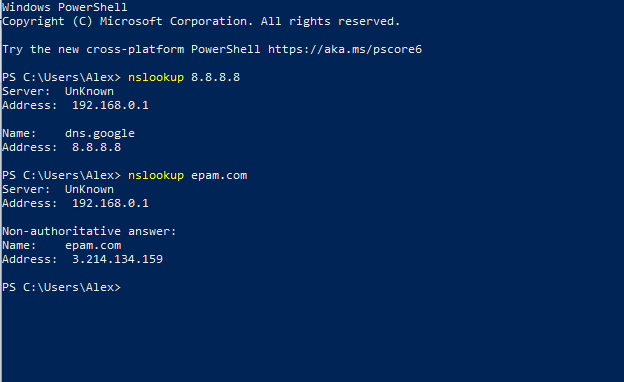 Windows PowerShell
Copyright (C) Microsoft Corporation. All rights reserved.
Try the new cross-platform PowerShell https://aka.ms/pscore6
PS C:\Users\Alex> nslookup 8.8.8.8
Server:  UnKnown
Address:  192.168.0.1
Name:    dns.google
Address:  8.8.8.8
PS C:\Users\Alex> nslookup epam.com
Server:  UnKnown
Address:  192.168.0.1
Non-authoritative answer:
Name:    epam.com
Address:  3.214.134.159
PS C:\Users\Alex>